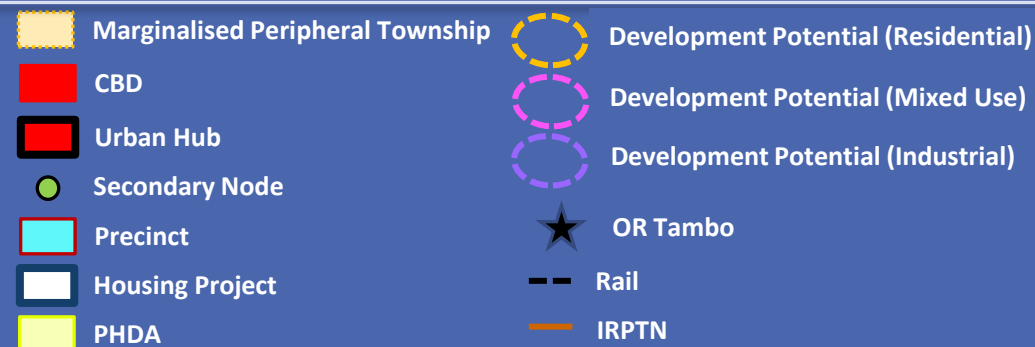 Marginalised Peripheral Township
CBD
Urban Hub
Secondary Node
Precinct
Housing Project
PHDA
Development Potential (Residential)
Development Potential (Mixed Use)
Development Potential (Industrial)
OR Tambo
Rail
IRPTN